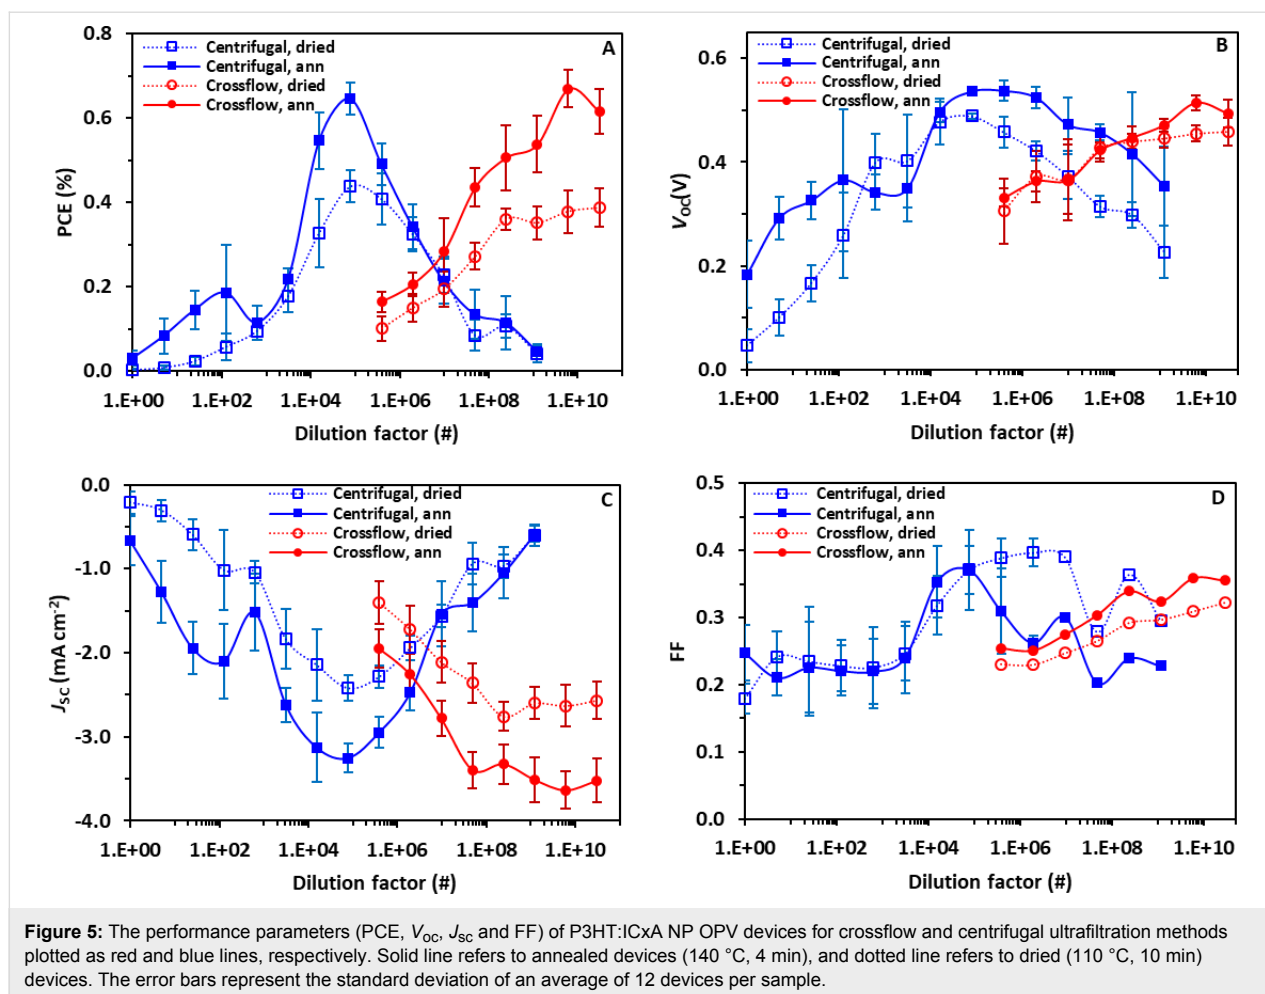 0.8
0.6
0.4
0.2
0.0
PCE (%)
Centrifugal, dried
Centrifugal, ann
Crossflow, dried
Crossflow, ann
A
1.E+00 1.E+02 1.E+04 1.E+06 1.E+08 1.E+10
Dilution factor (#)
0.6
0.4
0.2
0.0
Voc(V)
Centrifugal, dried
Centrifugal, ann
Crossflow, dried
Crossflow, ann
B
1.E+00 1.E+02 1.E+04 1.E+06 1.E+08 1.E+10
Dilution factor (#)
0.0
-1.0
-2.0
-3.0
-4.0
Jsc (mA cm⁻²)
Centrifugal, dried
Centrifugal, ann
Crossflow, dried
Crossflow, ann
C
1.E+00 1.E+02 1.E+04 1.E+06 1.E+08 1.E+10
Dilution factor (#)
0.5
0.4
0.3
0.2
0.1
0.0
FF
Centrifugal, dried
Centrifugal, ann
Crossflow, dried
Crossflow, ann
D
1.E+00 1.E+02 1.E+04 1.E+06 1.E+08 1.E+10
Dilution factor (#)
Figure 5: The performance parameters (PCE, Voc, Jsc and FF) of P3HT:ICxA NP OPV devices for crossflow and centrifugal ultrafiltration methods
plotted as red and blue lines, respectively. Solid line refers to annealed devices (140 °C, 4 min), and dotted line refers to dried (110 °C, 10 min)
devices. The error bars represent the standard deviation of an average of 12 devices per sample.